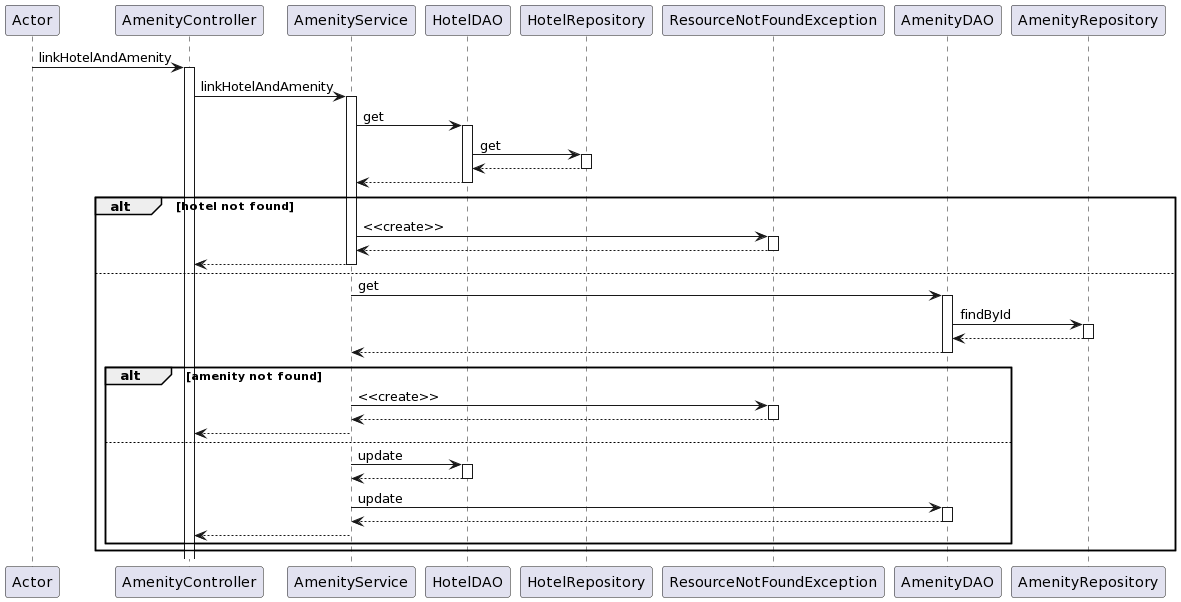 Actor AmenityController AmenityService HotelDAO HotelRepository ResourceNotFoundException AmenityDAO AmenityRepository
linkHotelAndAmenity
linkHotelAndAmenity
get
get
alt [hotel not found]
<<create>>
get
findById
alt [amenity not found]
<<create>>
update
update
Actor AmenityController AmenityService HotelDAO HotelRepository ResourceNotFoundException AmenityDAO AmenityRepository